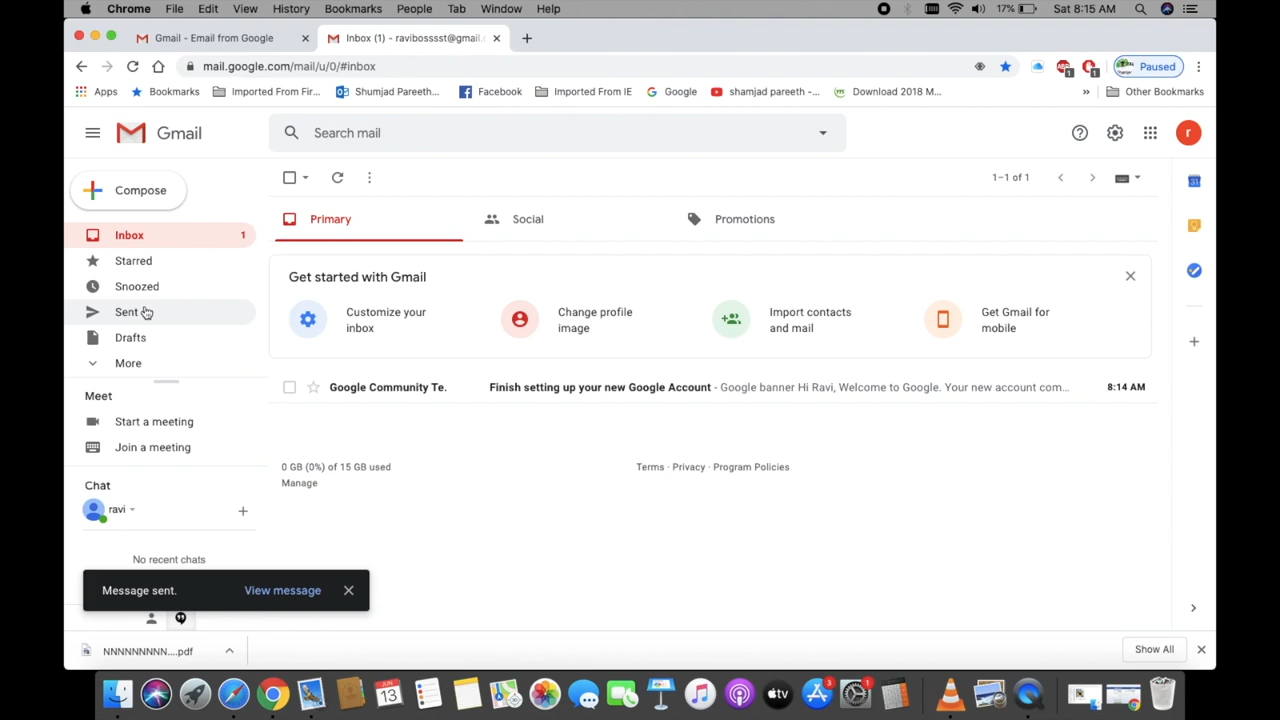 Chrome File Edit View History Bookmarks People Tab Window Help 17% Sat 8:15 AM
Gmail - Email from Google
Inbox (1) - ravibosssst@gmail.c
mail.google.com/mail/u/0/#inbox
Paused
Apps Bookmarks Imported From Fir... Shumjad Pareeth... Facebook Imported From IE Google shamjad pareeth -... Download 2018 M... » Other Bookmarks
Gmail
Search mail
r
Compose
1–1 of 1
31
Inbox 1
Starred
Snoozed
Sent
Drafts
More
Primary
Social
Promotions
Get started with Gmail
Customize your
inbox
Change profile
image
Import contacts
and mail
Get Gmail for
mobile
Google Community Te. Finish setting up your new Google Account - Google banner Hi Ravi, Welcome to Google. Your new account com... 8:14 AM
Meet
Start a meeting
Join a meeting
0 GB (0%) of 15 GB used
Manage
Terms · Privacy · Program Policies
Chat
ravi
No recent chats
Message sent. View message
NNNNNNNNN....pdf
Show All
JUN
13
tv
3
1